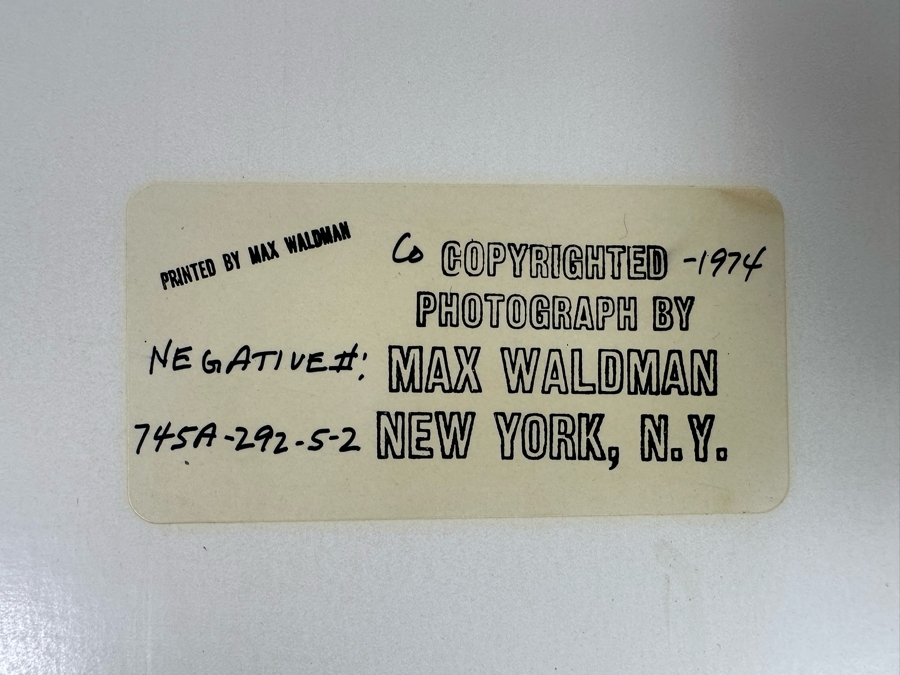 PRINTED BY MAX WALDMAN
Co COPYRIGHTED -1974
PHOTOGRAPH BY
NEGATIVE#: MAX WALDMAN
745A-292-5-2 NEW YORK, N.Y.